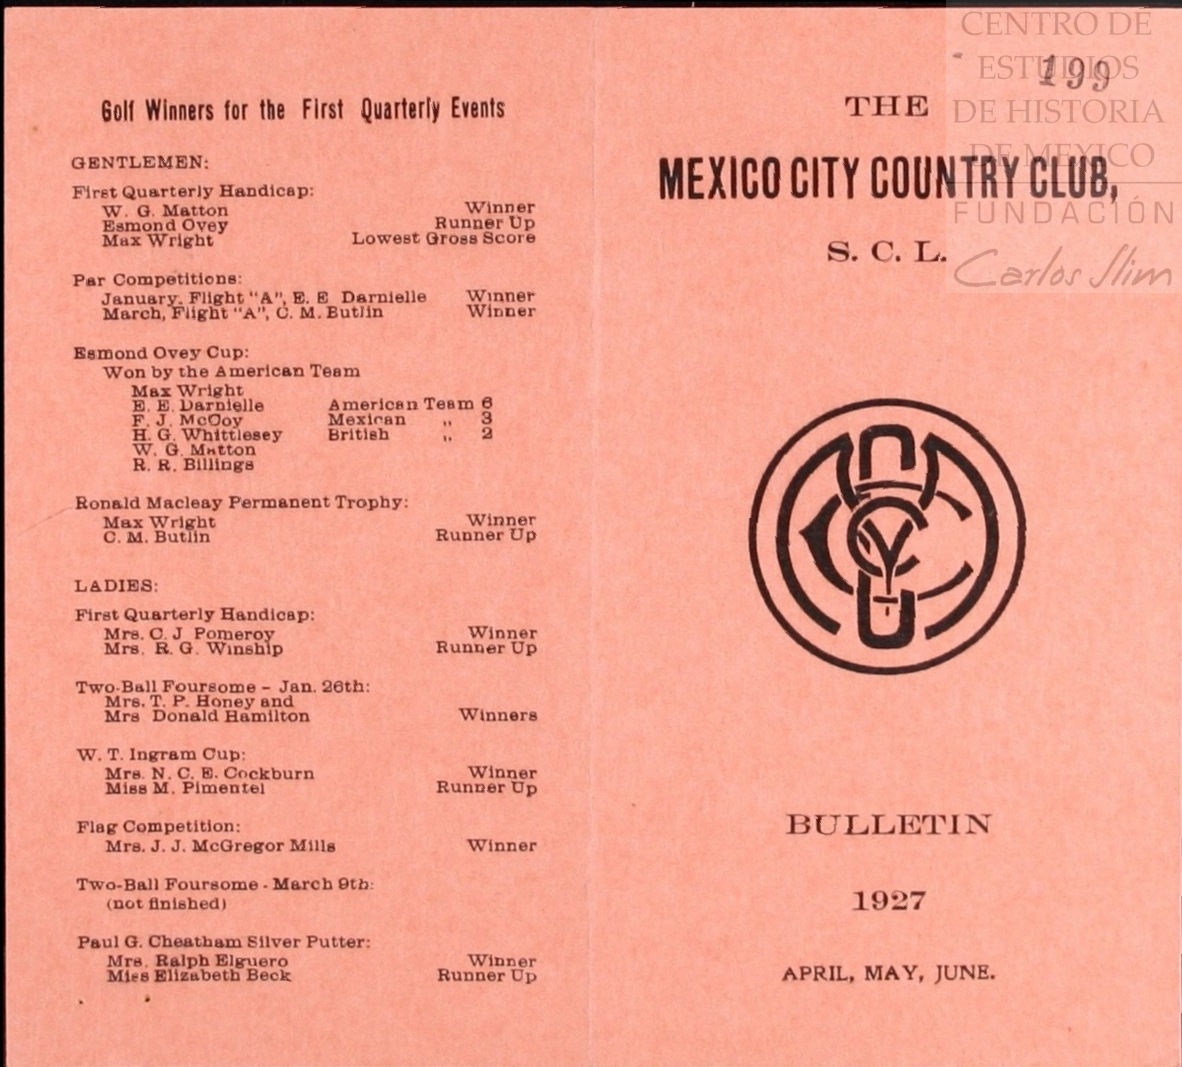 Golf Winners for the First Quarterly Events
GENTLEMEN:
First Quarterly Handicap:
W. G. Matton Winner
Esmond Ovey Runner Up
Max Wright Lowest Gross Score
Par Competitions:
January, Flight "A", E. E Darnielle Winner
March, Flight "A", C. M. Butlin Winner
Esmond Ovey Cup:
Won by the American Team
Max Wright
E. E. Darnielle American Team 6
F. J. McCoy Mexican „ 3
H. G. Whittlesey British „ 2
W. G. Matton
R. R. Billings
Ronald Macleay Permanent Trophy:
Max Wright Winner
C. M. Butlin Runner Up
LADIES:
First Quarterly Handicap:
Mrs. C. J Pomeroy Winner
Mrs. R. G. Winship Runner Up
Two-Ball Foursome – Jan. 26th:
Mrs. T. P. Honey and
Mrs Donald Hamilton Winners
W. T. Ingram Cup:
Mrs. N. C. E. Cockburn Winner
Miss M. Pimentel Runner Up
Flag Competition:
Mrs. J. J. McGregor Mills Winner
Two-Ball Foursome - March 9th:
(not finished)
Paul G. Cheatham Silver Putter:
Mrs. Ralph Elguero Winner
Miss Elizabeth Beck Runner Up
199
THE
MEXICO CITY COUNTRY CLUB,
S. C. L.
BULLETIN
1927
APRIL, MAY, JUNE.
CENTRO DE
ESTUDIOS
DE HISTORIA
DE MEXICO
FUNDACIÓN
Carlos Slim